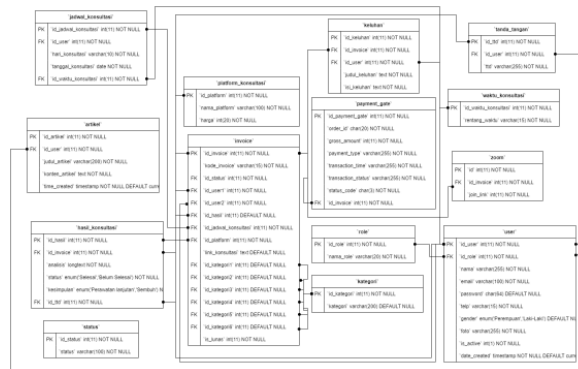 'jadwal_konsultasi'
PK 'id_jadwal_konsultasi' int(11) NOT NULL
FK 'id_user' int(11) NOT NULL
'hari_konsultasi' varchar(10) NOT NULL
'tanggal_konsultasi' date NOT NULL
FK 'id_waktu_konsultasi' int(11) NOT NULL
'keluhan'
PK 'id_keluhan' int(11) NOT NULL
FK 'id_invoice' int(11) NOT NULL
FK 'id_user' int(11) NOT NULL
'judul_keluhan' text NOT NULL
'isi_keluhan' text NOT NULL
'tanda_tangan'
PK 'id_ttd' int(11) NOT NULL
FK 'id_user' int(11) NOT NULL
'ttd' varchar(255) NOT NULL
'platform_konsultasi'
PK 'id_platform' int(11) NOT NULL
'nama_platform' varchar(100) NOT NULL
'harga' int(20) NOT NULL
'waktu_konsultasi'
PK 'id_waktu_konsultasi' int(11) NOT NULL
'rentang_waktu' varchar(15) NOT NULL
'payment_gate'
PK 'id_payment_gate' int(11) NOT NULL
'order_id' char(20) NOT NULL
'gross_amount' int(11) NOT NULL
'payment_type' varchar(255) NOT NULL
'transaction_time' varchar(255) NOT NULL
'transaction_status' varchar(255) NOT NULL
'status_code' char(3) NOT NULL
FK 'id_invoice' int(11) NOT NULL
'artikel'
PK 'id_artikel' int(11) NOT NULL
FK 'id_user' int(11) NOT NULL
'judul_artikel' varchar(200) NOT NULL
'konten_artikel' text NOT NULL
'time_created' timestamp NOT NULL DEFAULT curre
'invoice'
PK 'id_invoice' int(11) NOT NULL
'kode_invoice' varchar(15) NOT NULL
FK 'id_status' int(11) NOT NULL
FK 'id_user1' int(11) NOT NULL
FK 'id_user2' int(11) NOT NULL
FK 'id_hasil' int(11) DEFAULT NULL
FK 'id_jadwal_konsultasi' int(11) NOT NULL
FK 'id_platform' int(11) NOT NULL
'link_konsultasi' text DEFAULT NULL
FK 'id_kategori1' int(11) DEFAULT NULL
FK 'id_kategori2' int(11) DEFAULT NULL
FK 'id_kategori3' int(11) DEFAULT NULL
FK 'id_kategori4' int(11) DEFAULT NULL
FK 'id_kategori5' int(11) DEFAULT NULL
FK 'id_lunas' int(11) NOT NULL
'zoom'
PK 'id' int(11) NOT NULL
FK 'id_invoice' int(11) NOT NULL
'join_link' int(11) NOT NULL
'hasil_konsultasi'
PK 'id_hasil' int(11) NOT NULL
FK 'id_invoice' int(11) NOT NULL
'analisis' longtext NOT NULL
'status' enum('Selesai','Belum Selesai') NOT NULL
'kesimpulan' enum('Perawatan lanjutan','Sembuh') N
FK 'id_ttd' int(11) NOT NULL
'role'
PK 'id_role' int(11) NOT NULL
'nama_role' varchar(20) NOT NULL
'user'
PK 'id_user' int(11) NOT NULL
FK 'id_role' int(11) NOT NULL
'nama' varchar(255) NOT NULL
'email' varchar(100) NOT NULL
'password' char(64) DEFAULT NULL
'telp' varchar(15) NOT NULL
'gender' enum('Perempuan','Laki-Laki') DEFAULT NULL
'foto' varchar(255) NOT NULL
'is_active' int(1) NOT NULL
'date_created' timestamp NOT NULL DEFAULT curre
'kategori'
PK 'id_kategori' int(11) NOT NULL
'kategori' varchar(200) DEFAULT NULL
'status'
PK 'id_status' int(11) NOT NULL
'status' varchar(100) NOT NULL